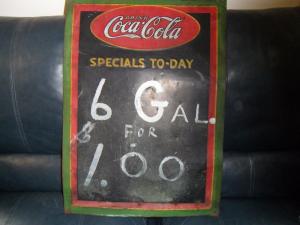 DRINK
Coca-Cola
SPECIALS TO-DAY
6 GAL.
FOR
1.00